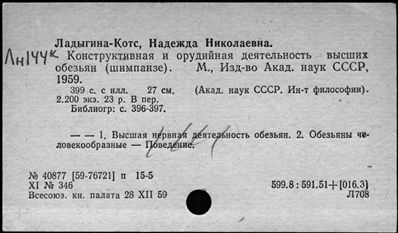 Ладыгина-Котс, Надежда Николаевна.
Лн144к
Конструктивная и орудийная деятельность высших
обезьян (шимпанзе). М., Изд-во Акад. наук СССР,
1959.
399 с. с илл. 27 см. (Акад. наук СССР. Ин-т философии).
2.200 экз. 23 р. В пер.
Библиогр: с. 396-397.
— — 1. Высшая нервная деятельность обезьян. 2. Обезьяны че-
ловекообразные — Поведение.
№ 40877 [59-76721] п 15-5
XI № 346
599.8 : 591.51+[016.3]
Всесоюз. кн. палата 28 XII 59
Л708